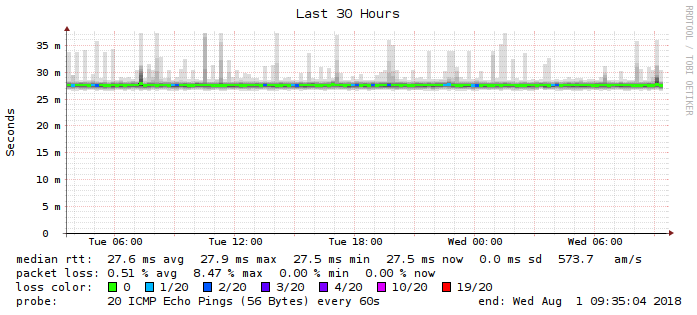 Last 30 Hours
RRDTOOL / TOBI OETIKER
Seconds
35 m
30 m
25 m
20 m
15 m
10 m
5 m
0
Tue 06:00 Tue 12:00 Tue 18:00 Wed 00:00 Wed 06:00
median rtt: 27.6 ms avg 27.9 ms max 27.5 ms min 27.5 ms now 0.0 ms sd 573.7 am/s
packet loss: 0.51 % avg 8.47 % max 0.00 % min 0.00 % now
loss color: 0 1/20 2/20 3/20 4/20 10/20 19/20
probe: 20 ICMP Echo Pings (56 Bytes) every 60s end: Wed Aug 1 09:35:04 2018